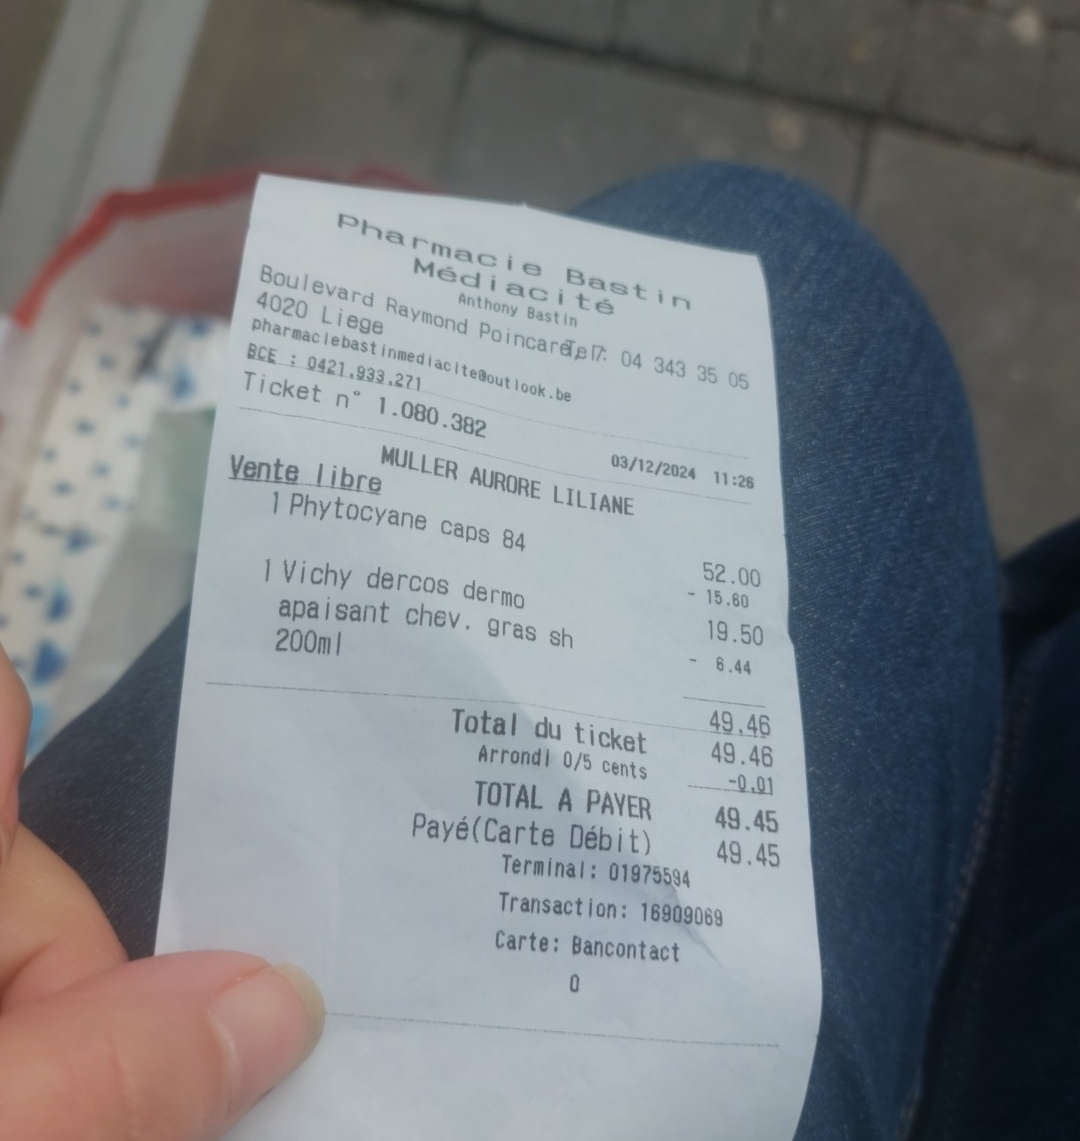 Pharmacie Bastin
Médiacité
Anthony Bastin
Boulevard Raymond Poincaré, 7
Tel : 04 343 35 05
4020 Liege
pharmaciebastinmediacite@outlook.be
BCE : 0421.933.271
Ticket n° 1.080.382
03/12/2024 11:26
MULLER AURORE LILIANE
Vente libre
1 Phytocyane caps 84 52.00
- 15.60
1 Vichy dercos dermo 19.50
apaisant chev. gras sh - 6.44
200ml
49.46
Total du ticket 49.46
Arrondi 0/5 cents -0.01
TOTAL A PAYER 49.45
Payé(Carte Débit) 49.45
Terminal: 01975594
Transaction: 16909069
Carte: Bancontact
0